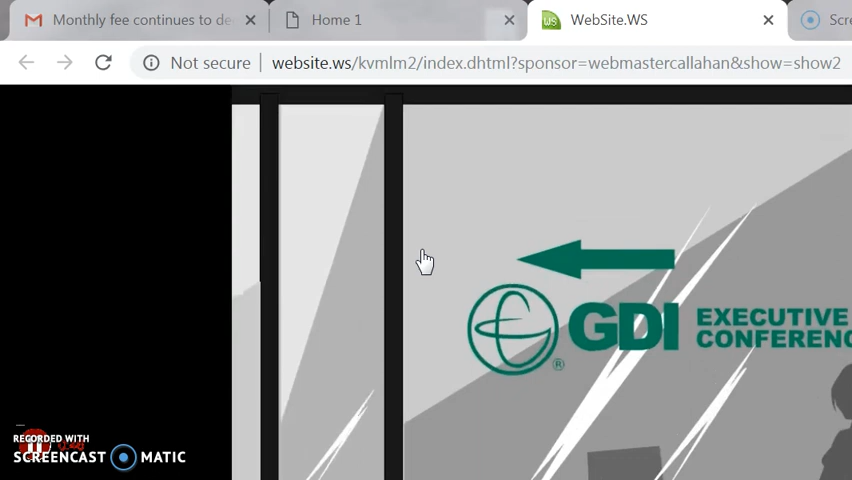 Monthly fee continues to de
Home 1
WebSite.WS
Scre
Not secure
website.ws/kvmlm2/index.dhtml?sponsor=webmastercallahan&show=show2
GDI EXECUTIVE
CONFERENC
®
RECORDED WITH
SCREENCAST MATIC